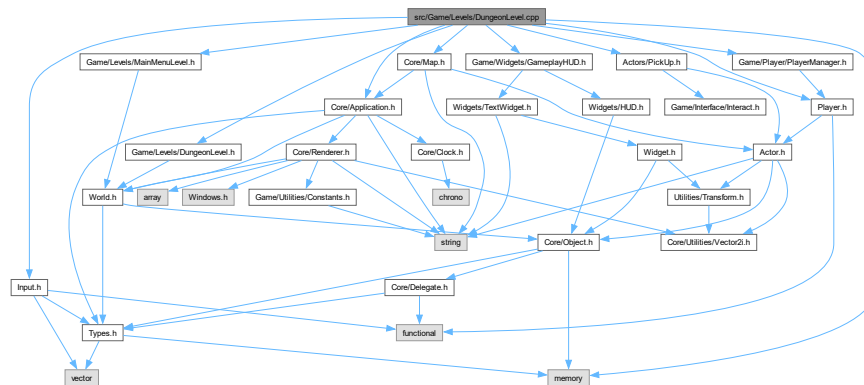 src/Game/Levels/DungeonLevel.cpp
Game/Levels/MainMenuLevel.h
Core/Map.h
Game/Widgets/GameplayHUD.h
Actors/PickUp.h
Game/Player/PlayerManager.h
Core/Application.h
Widgets/TextWidget.h
Widgets/HUD.h
Game/Interface/Interact.h
Player.h
Game/Levels/DungeonLevel.h
Core/Renderer.h
Core/Clock.h
Widget.h
Actor.h
World.h
array
Windows.h
Game/Utilities/Constants.h
chrono
Utilities/Transform.h
string
Core/Object.h
Core/Utilities/Vector2i.h
Input.h
Core/Delegate.h
Types.h
functional
vector
memory